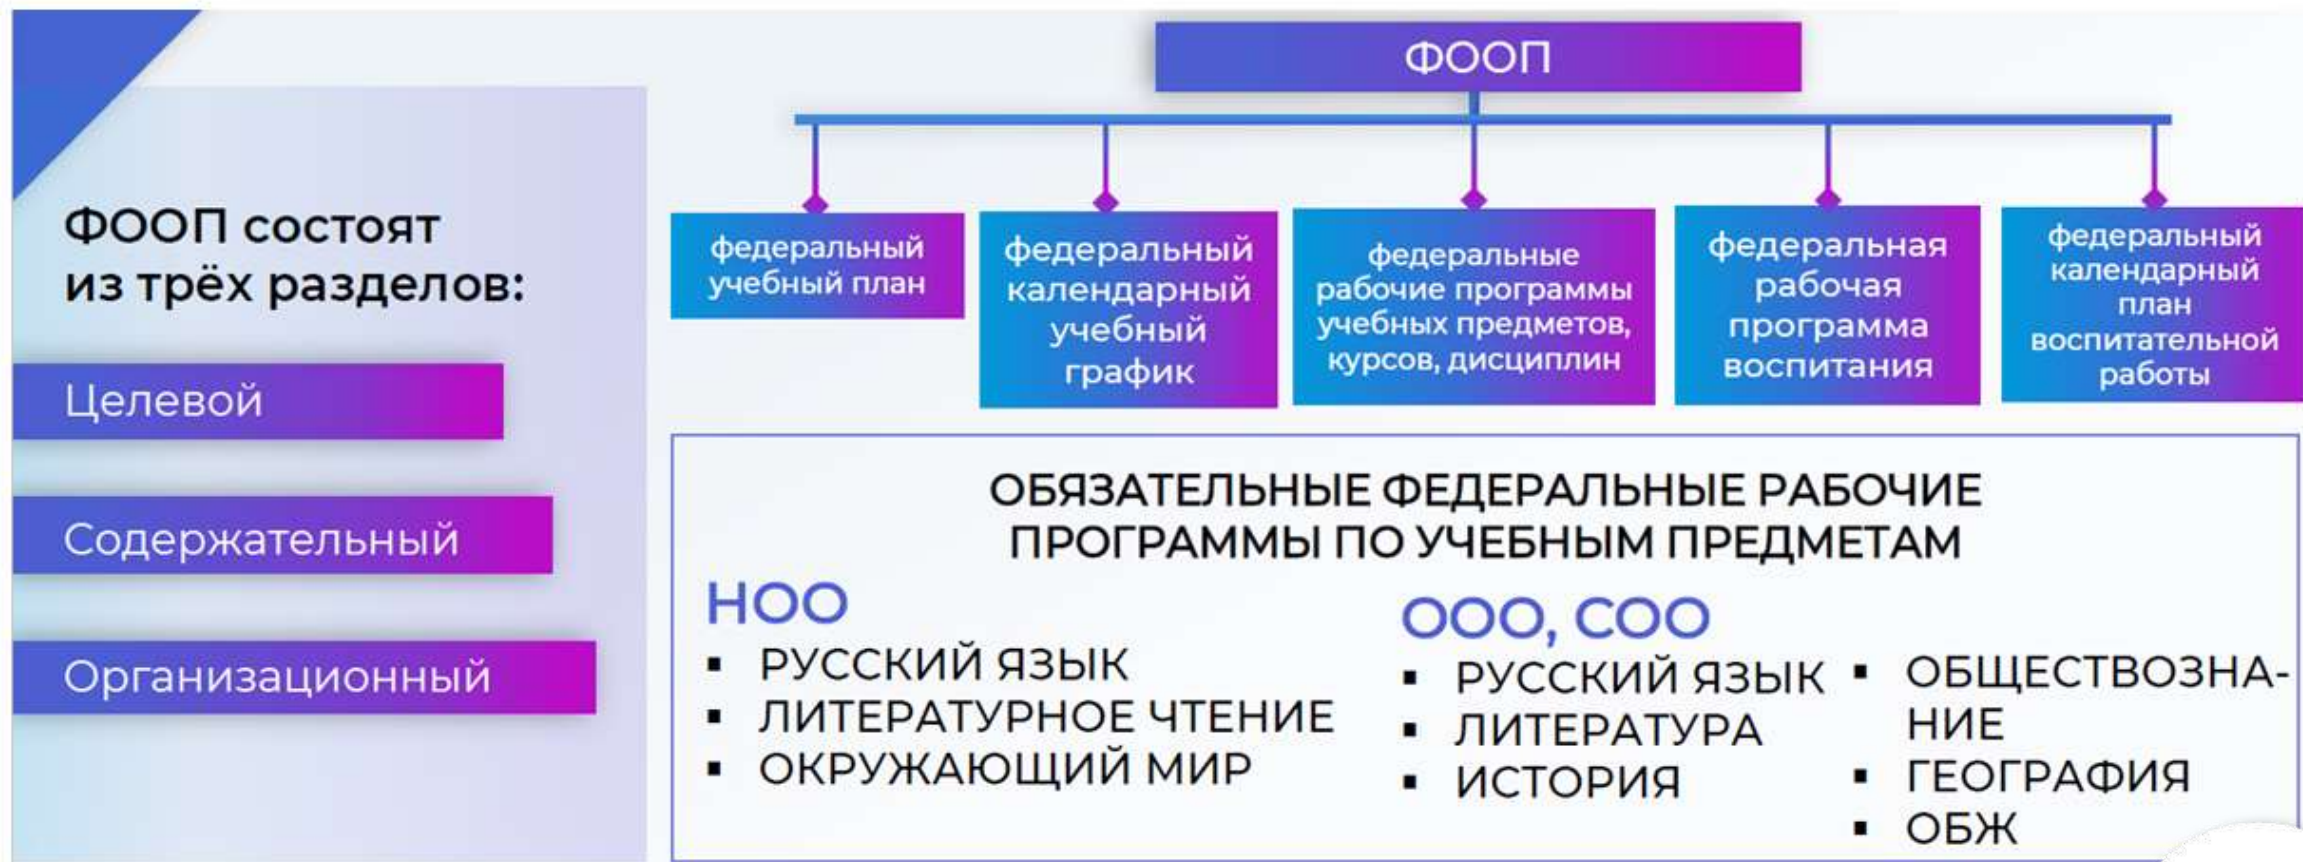 ФООП состоят
из трёх разделов:
Целевой
Содержательный
Организационный
ФООП
федеральный
учебный план
федеральный
календарный
учебный
график
федеральные
рабочие программы
учебных предметов,
курсов, дисциплин
федеральная
рабочая
программа
воспитания
федеральный
календарный
план
воспитательной
работы
ОБЯЗАТЕЛЬНЫЕ ФЕДЕРАЛЬНЫЕ РАБОЧИЕ
ПРОГРАММЫ ПО УЧЕБНЫМ ПРЕДМЕТАМ
НОО
▪ РУССКИЙ ЯЗЫК
▪ ЛИТЕРАТУРНОЕ ЧТЕНИЕ
▪ ОКРУЖАЮЩИЙ МИР
ООО, СОО
▪ РУССКИЙ ЯЗЫК
▪ ЛИТЕРАТУРА
▪ ИСТОРИЯ
▪ ОБЩЕСТВОЗНА-
НИЕ
▪ ГЕОГРАФИЯ
▪ ОБЖ